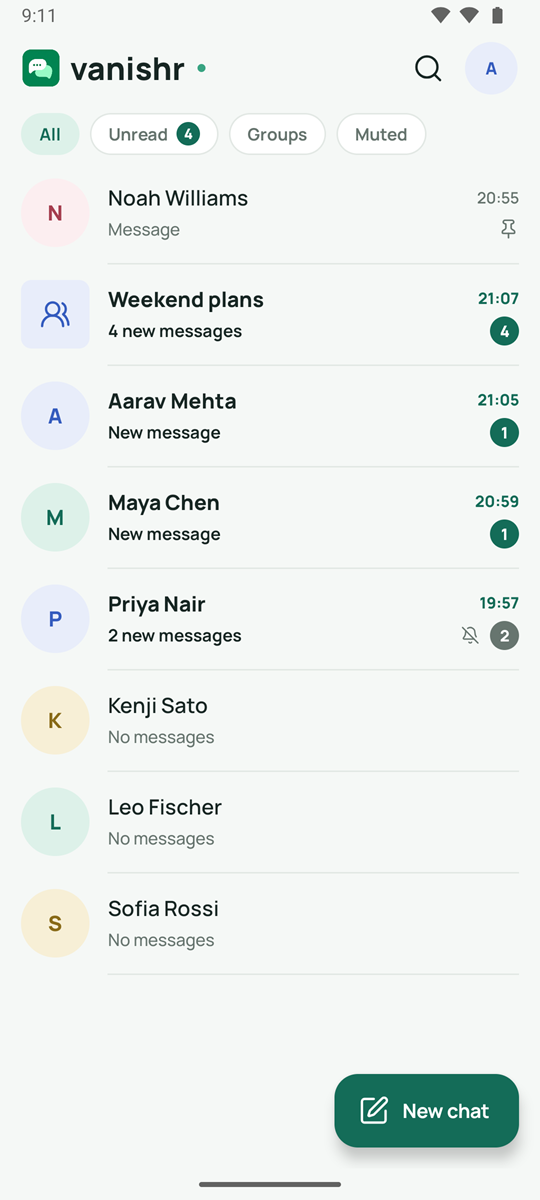 9:11
vanishr
A
All
Unread 4
Groups
Muted
N
Noah Williams
20:55
Message
Weekend plans
21:07
4 new messages
4
A
Aarav Mehta
21:05
New message
1
M
Maya Chen
20:59
New message
1
P
Priya Nair
19:57
2 new messages
2
K
Kenji Sato
No messages
L
Leo Fischer
No messages
S
Sofia Rossi
No messages
New chat